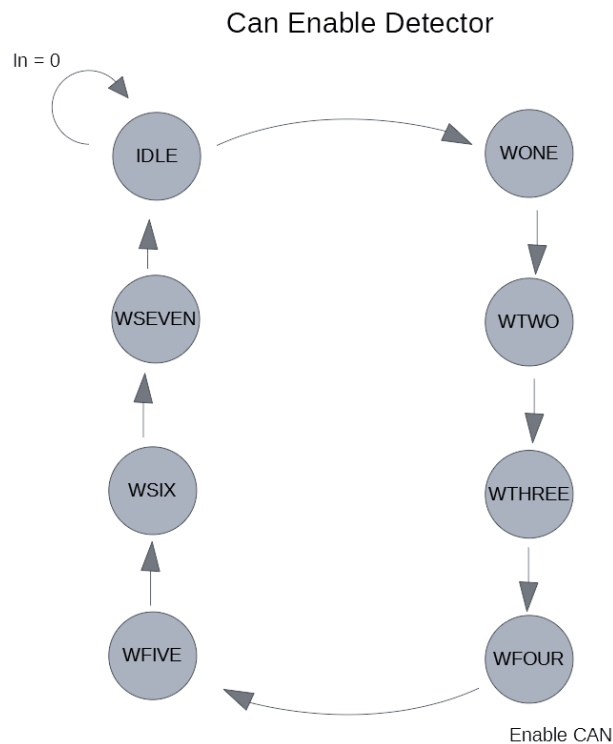 Can Enable Detector
In = 0
IDLE
WONE
WSEVEN
WTWO
WSIX
WTHREE
WFIVE
WFOUR
Enable CAN